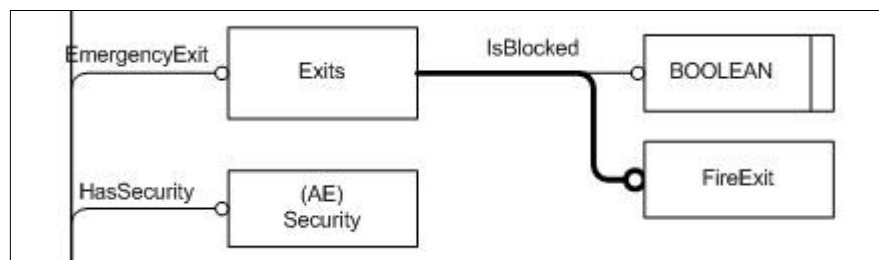 EmergencyExit
Exits
IsBlocked
BOOLEAN
FireExit
HasSecurity
(AE)
Security